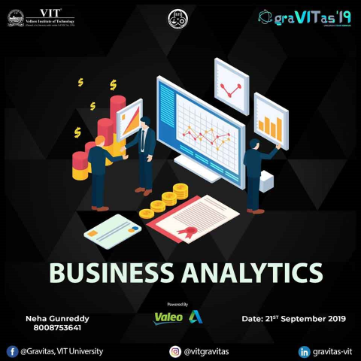 VIT
Vellore Institute of Technology
graVITas'19
BUSINESS ANALYTICS
Powered By
Neha Gunreddy
8008753641
Valeo
Date: 21ST September 2019
@Gravitas, VIT University
@vitgravitas
gravitas-vit